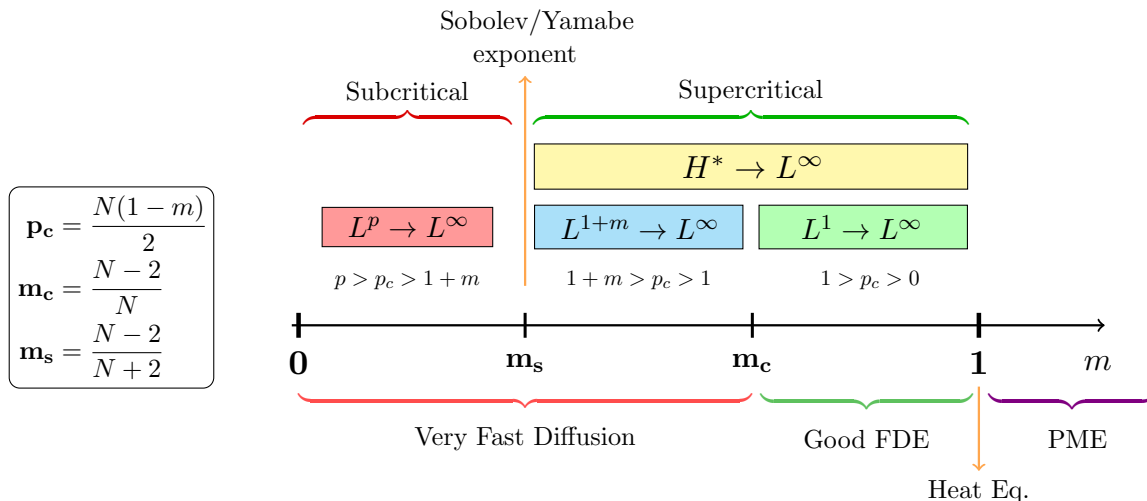 Sobolev/Yamabe
exponent
Subcritical
Supercritical
H* → L^∞
L^p → L^∞
L^{1+m} → L^∞
L^1 → L^∞
p > p_c > 1 + m
1 + m > p_c > 1
1 > p_c > 0
p_c = N(1 − m)/2
m_c = (N − 2)/N
m_s = (N − 2)/(N + 2)
0
m_s
m_c
1
m
Very Fast Diffusion
Good FDE
PME
Heat Eq.